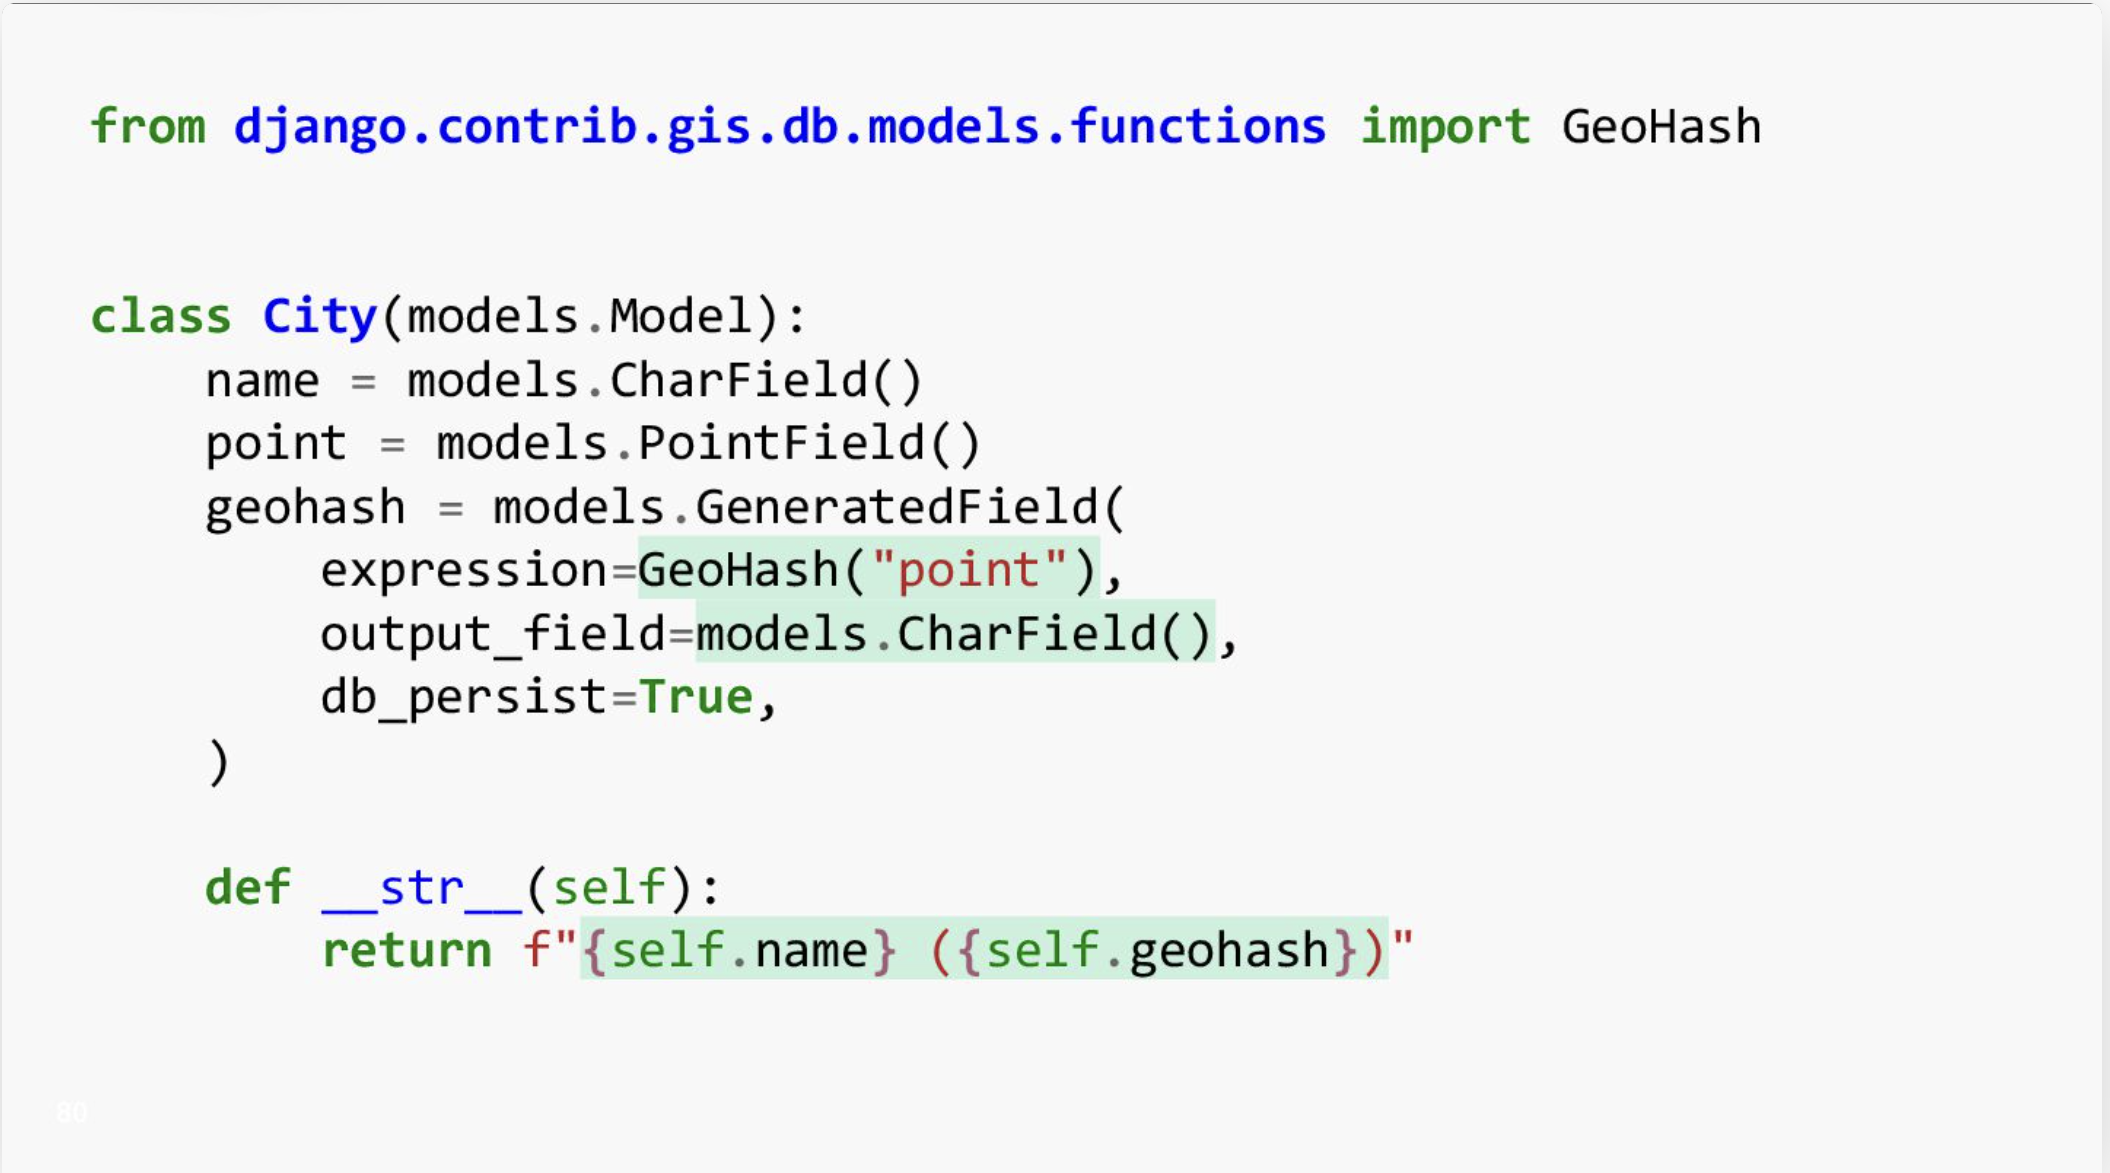 from django.contrib.gis.db.models.functions import GeoHash
class City(models.Model):
    name = models.CharField()
    point = models.PointField()
    geohash = models.GeneratedField(
        expression=GeoHash("point"),
        output_field=models.CharField(),
        db_persist=True,
    )
    def __str__(self):
        return f"{self.name} ({self.geohash})"
80